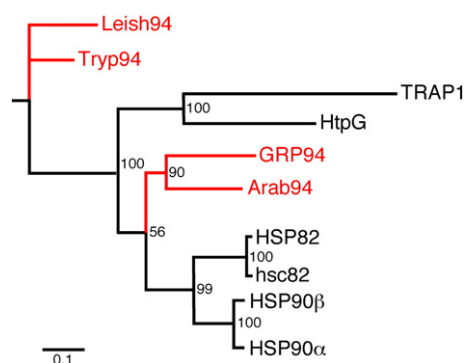 Leish94
Tryp94
TRAP1
100
HtpG
GRP94
100
90
Arab94
HSP82
56
100
hsc82
99
HSP90β
100
HSP90α
0.1